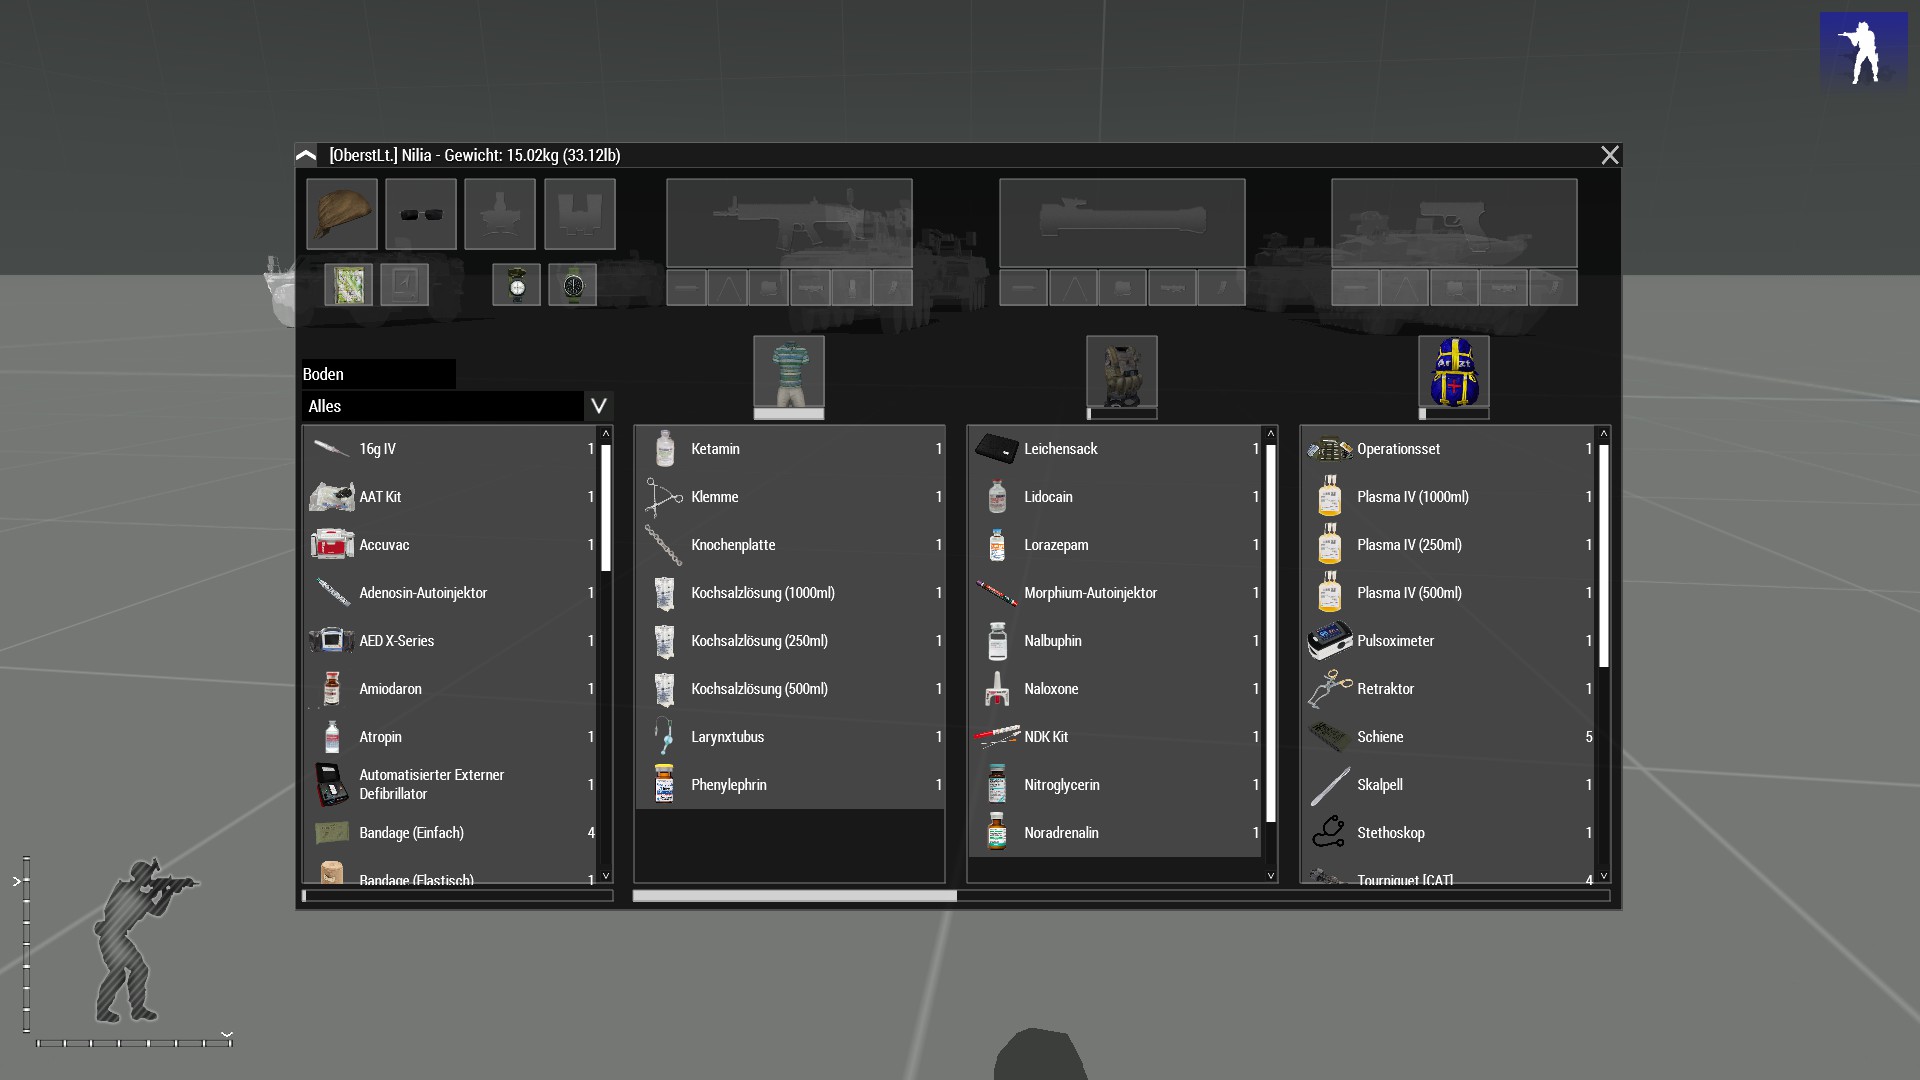 [OberstLt.] Nilia - Gewicht: 15.02kg (33.12lb)
Boden
Alles
16g IV 1
AAT Kit 1
Accuvac 1
Adenosin-Autoinjektor 1
AED X-Series 1
Amiodaron 1
Atropin 1
Automatisierter Externer
Defibrillator 1
Bandage (Einfach) 4
Bandage (Elastisch) 1
Ketamin 1
Klemme 1
Knochenplatte 1
Kochsalzlösung (1000ml) 1
Kochsalzlösung (250ml) 1
Kochsalzlösung (500ml) 1
Larynxtubus 1
Phenylephrin 1
Leichensack 1
Lidocain 1
Lorazepam 1
Morphium-Autoinjektor 1
Nalbuphin 1
Naloxone 1
NDK Kit 1
Nitroglycerin 1
Noradrenalin 1
Arzt
Operationsset 1
Plasma IV (1000ml) 1
Plasma IV (250ml) 1
Plasma IV (500ml) 1
Pulsoximeter 1
Retraktor 1
Schiene 5
Skalpell 1
Stethoskop 1
Tourniquet [CAT] 4